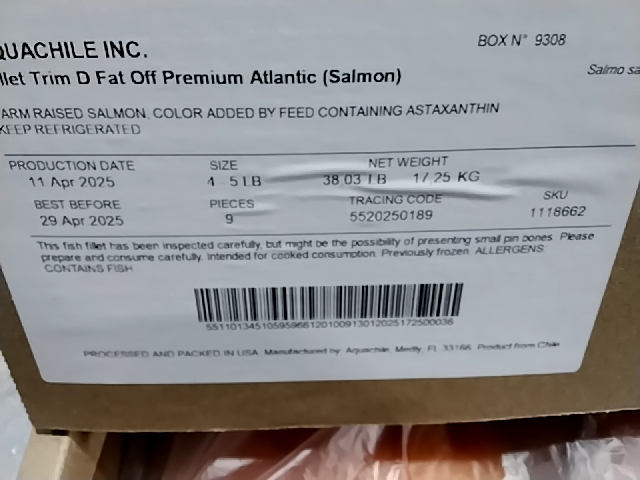 QUACHILE INC.
BOX N° 9308
llet Trim D Fat Off Premium Atlantic (Salmon)
Salmo sa
ARM RAISED SALMON, COLOR ADDED BY FEED CONTAINING ASTAXANTHIN
KEEP REFRIGERATED
PRODUCTION DATE SIZE NET WEIGHT
11 Apr 2025 4 5 LB 38.03 LB 17.25 KG
BEST BEFORE PIECES TRACING CODE SKU
29 Apr 2025 9 5520250189 1118662
This fish fillet has been inspected carefully, but might be the possibility of presenting small pin bones. Please
prepare and consume carefully. Intended for cooked consumption. Previously frozen. ALLERGENS:
CONTAINS FISH
PROCESSED AND PACKED IN USA. Manufactured by: Aquachile. Medly, FL 33166. Product from Chile